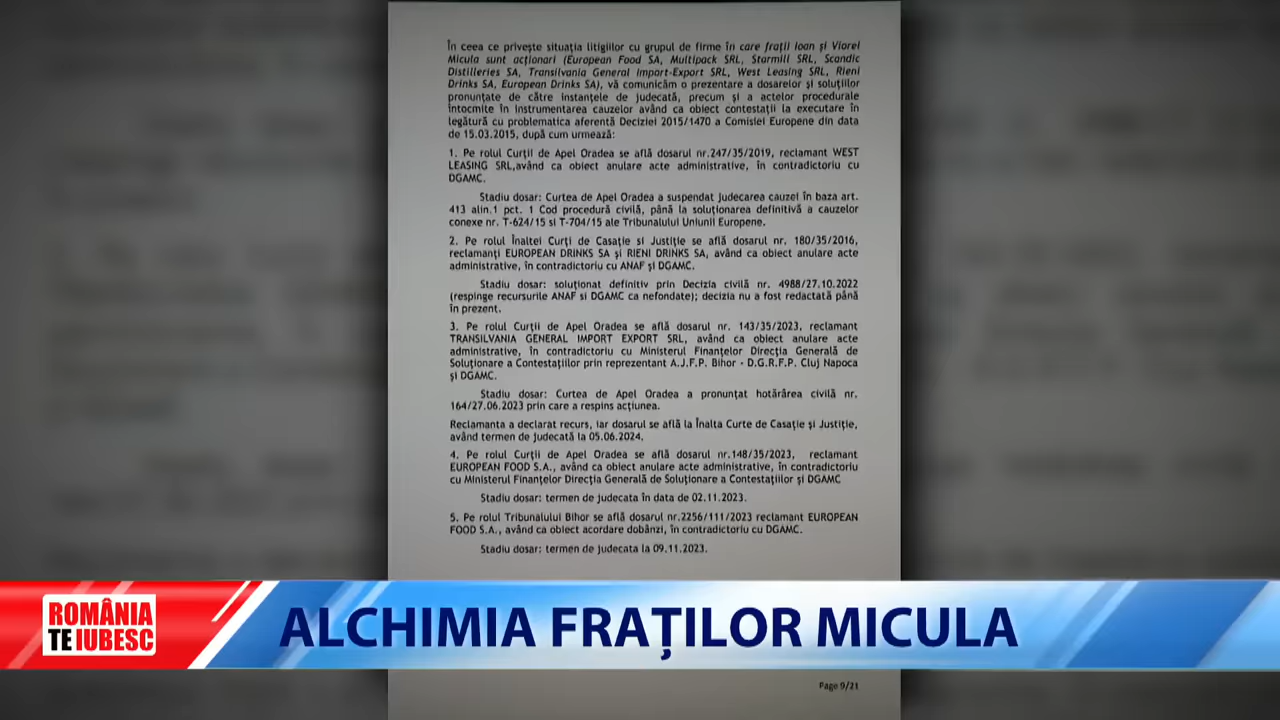 În ceea ce privește situația litigiilor cu grupul de firme în care frații Ioan și Viorel
Micula sunt acționari (European Food SA, Multipack SRL, Starmill SRL, Scandic
Distilleries SA, Transilvania General Import-Export SRL, West Leasing SRL, Rieni
Drinks SA, European Drinks SA), vă comunicăm o prezentare a dosarelor și soluțiilor
pronunțate de către instanțele de judecată, precum și a actelor procedurale
întocmite în instrumentarea cauzelor având ca obiect contestații la executare în
legătură cu problematica aferentă Deciziei 2015/1470 a Comisiei Europene din data
de 15.03.2015, după cum urmează:
1. Pe rolul Curții de Apel Oradea se află dosarul nr.247/35/2019, reclamant WEST
LEASING SRL,având ca obiect anulare acte administrative, în contradictoriu cu
DGAMC.
Stadiu dosar: Curtea de Apel Oradea a suspendat judecarea cauzei în baza art.
413 alin.1 pct. 1 Cod procedură civilă, până la soluționarea definitivă a cauzelor
conexe nr. T-624/15 si T-704/15 ale Tribunalului Uniunii Europene.
2. Pe rolul Înaltei Curți de Casație si Justiție se află dosarul nr. 180/35/2016,
reclamanți EUROPEAN DRINKS SA și RIENI DRINKS SA, având ca obiect anulare acte
administrative, în contradictoriu cu ANAF și DGAMC.
Stadiu dosar: soluționat definitiv prin Decizia civilă nr. 4988/27.10.2022
(respinge recursurile ANAF si DGAMC ca nefondate); decizia nu a fost redactată până
în prezent.
3. Pe rolul Curții de Apel Oradea se află dosarul nr. 143/35/2023, reclamant
TRANSILVANIA GENERAL IMPORT EXPORT SRL, având ca obiect anulare acte
administrative, în contradictoriu cu Ministerul Finanțelor Direcția Generală de
Soluționare a Contestațiilor prin reprezentant A.J.F.P. Bihor - D.G.R.F.P. Cluj Napoca
și DGAMC.
Stadiu dosar: Curtea de Apel Oradea a pronunțat hotărârea civilă nr.
164/27.06.2023 prin care a respins acțiunea.
Reclamanta a declarat recurs, iar dosarul se află la Înalta Curte de Casație și Justiție,
având termen de judecată la 05.06.2024.
4. Pe rolul Curții de Apel Oradea se află dosarul nr.148/35/2023, reclamant
EUROPEAN FOOD S.A., având ca obiect anulare acte administrative, în contradictoriu
cu Ministerul Finanțelor Direcția Generală de Soluționare a Contestațiilor și DGAMC
Stadiu dosar: termen de judecata în data de 02.11.2023.
5. Pe rolul Tribunalului Bihor se află dosarul nr.2256/111/2023 reclamant EUROPEAN
FOOD S.A., având ca obiect acordare dobânzi, în contradictoriu cu DGAMC.
Stadiu dosar: termen de judecata la 09.11.2023.
ROMÂNIA
TE IUBESC
ALCHIMIA FRAȚILOR MICULA
Page 9/21